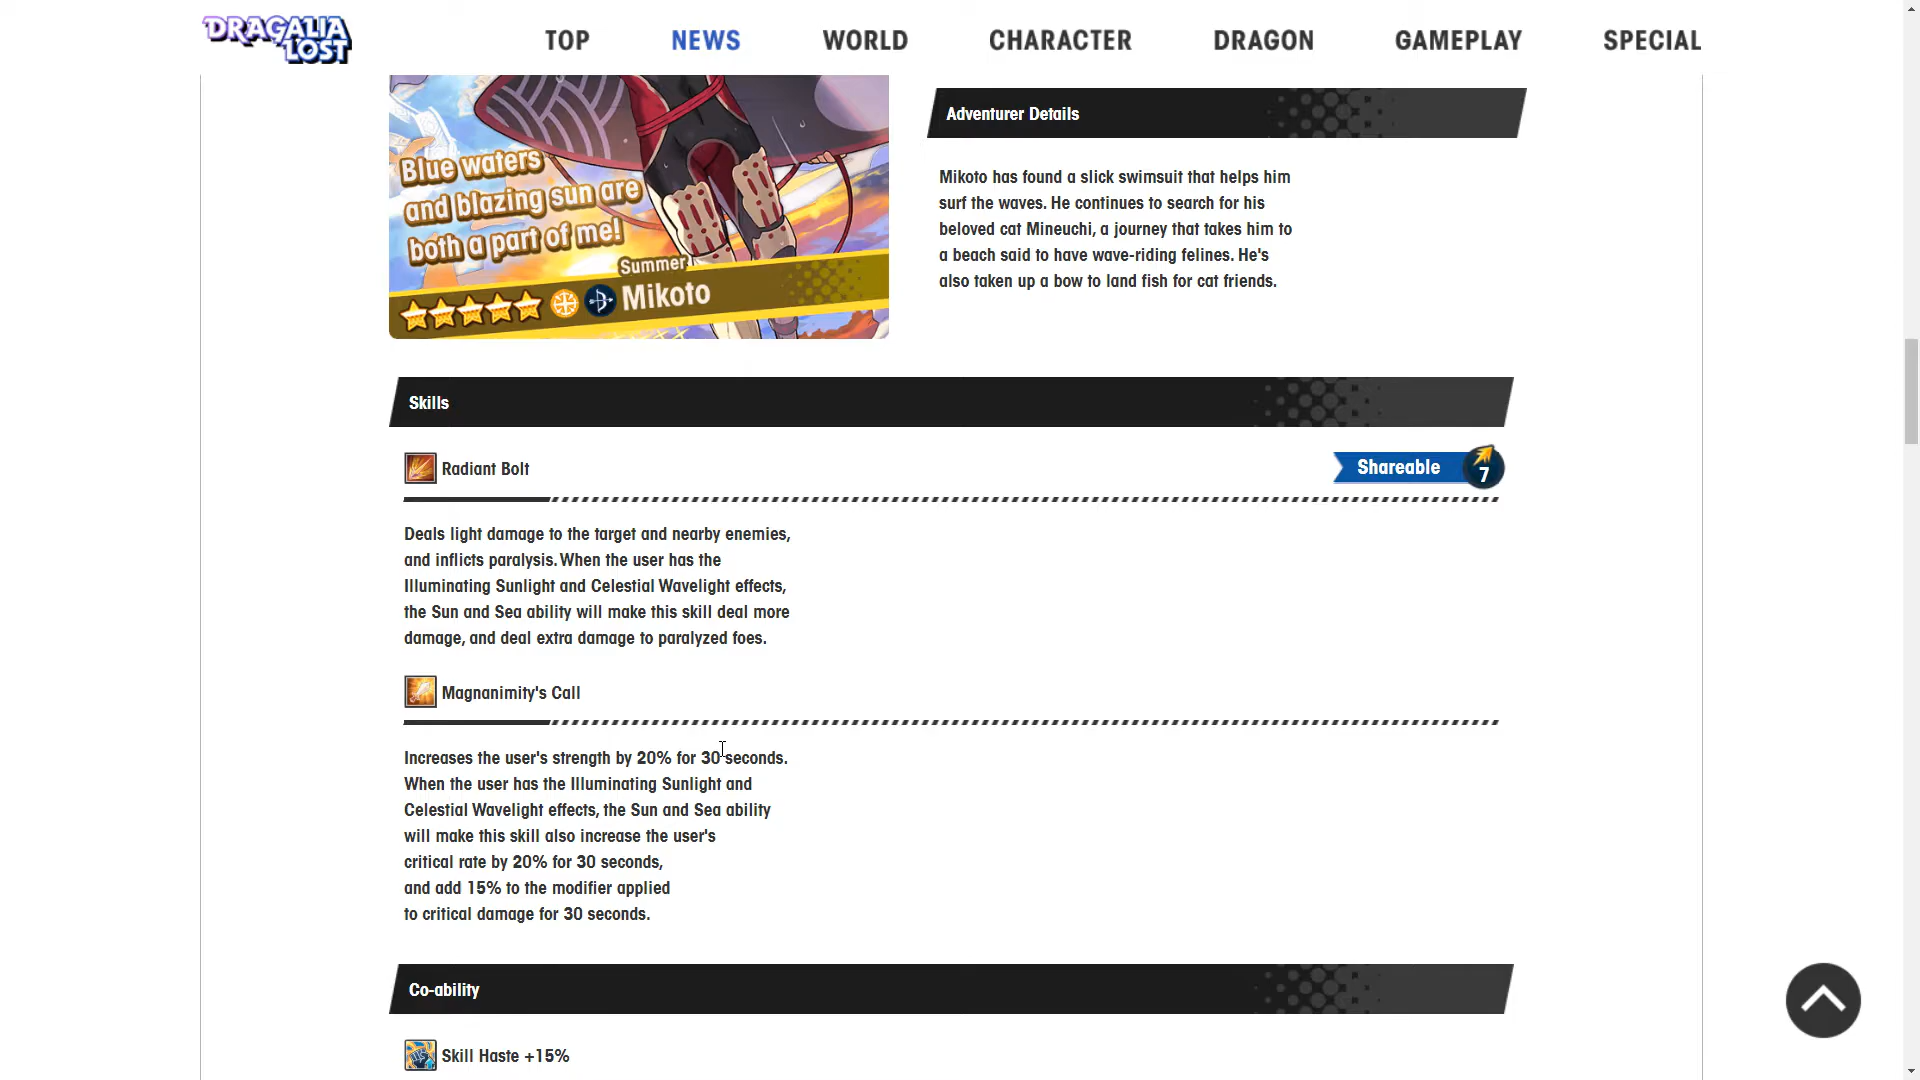 DRAGALIA LOST
TOP
NEWS
WORLD
CHARACTER
DRAGON
GAMEPLAY
SPECIAL
Blue waters
and blazing sun are
both a part of me!
Summer
Mikoto
Adventurer Details
Mikoto has found a slick swimsuit that helps him
surf the waves. He continues to search for his
beloved cat Mineuchi, a journey that takes him to
a beach said to have wave-riding felines. He's
also taken up a bow to land fish for cat friends.
Skills
Radiant Bolt
Shareable
7
Deals light damage to the target and nearby enemies,
and inflicts paralysis. When the user has the
Illuminating Sunlight and Celestial Wavelight effects,
the Sun and Sea ability will make this skill deal more
damage, and deal extra damage to paralyzed foes.
Magnanimity's Call
Increases the user's strength by 20% for 30 seconds.
When the user has the Illuminating Sunlight and
Celestial Wavelight effects, the Sun and Sea ability
will make this skill also increase the user's
critical rate by 20% for 30 seconds,
and add 15% to the modifier applied
to critical damage for 30 seconds.
Co-ability
Skill Haste +15%